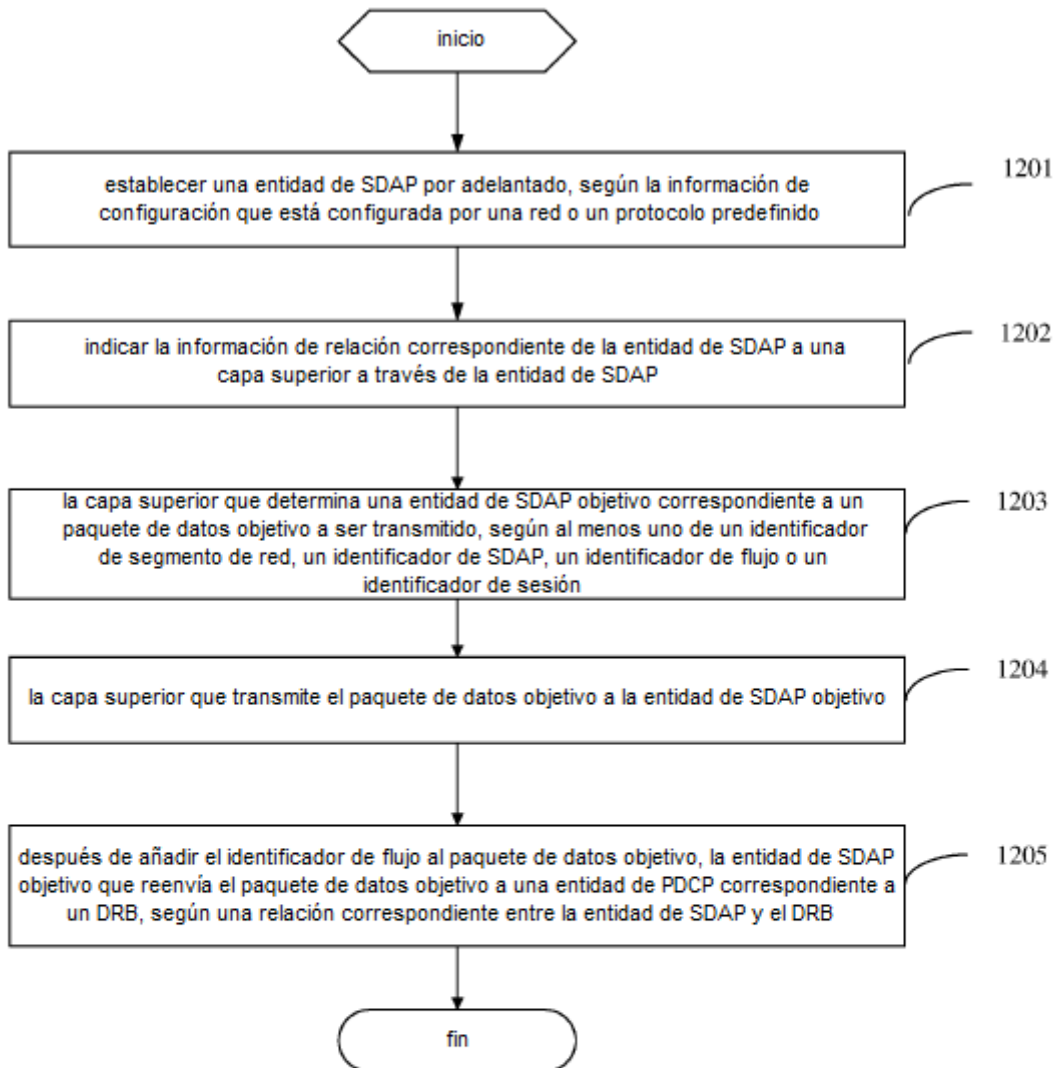 inicio
establecer una entidad de SDAP por adelantado, según la información de
configuración que está configurada por una red o un protocolo predefinido
1201
indicar la información de relación correspondiente de la entidad de SDAP a una
capa superior a través de la entidad de SDAP
1202
la capa superior que determina una entidad de SDAP objetivo correspondiente a un
paquete de datos objetivo a ser transmitido, según al menos uno de un identificador
de segmento de red, un identificador de SDAP, un identificador de flujo o un
identificador de sesión
1203
la capa superior que transmite el paquete de datos objetivo a la entidad de SDAP objetivo
1204
después de añadir el identificador de flujo al paquete de datos objetivo, la entidad de SDAP
objetivo que reenvía el paquete de datos objetivo a una entidad de PDCP correspondiente a
un DRB, según una relación correspondiente entre la entidad de SDAP y el DRB
1205
fin